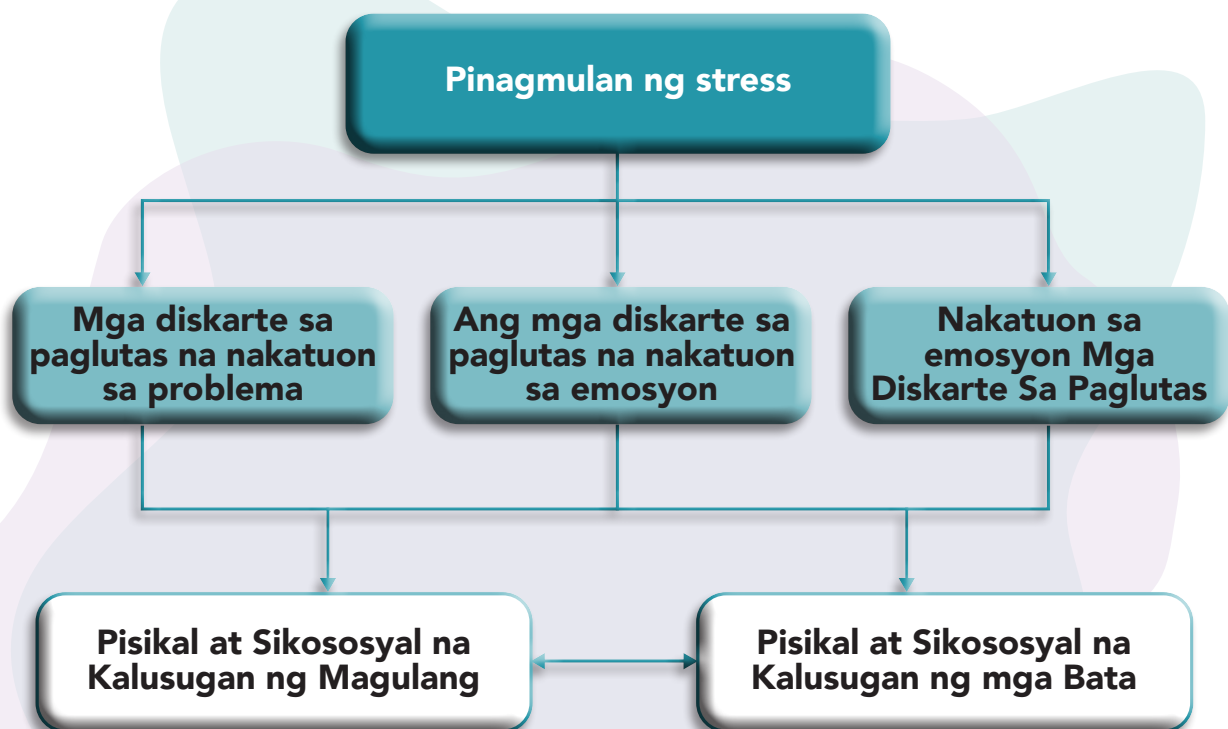 Pinagmulan ng stress
Mga diskarte sa
paglutas na nakatuon
sa problema
Ang mga diskarte sa
paglutas na nakatuon
sa emosyon
Nakatuon sa
emosyon Mga
Diskarte Sa Paglutas
Pisikal at Sikososyal na
Kalusugan ng Magulang
Pisikal at Sikososyal na
Kalusugan ng mga Bata